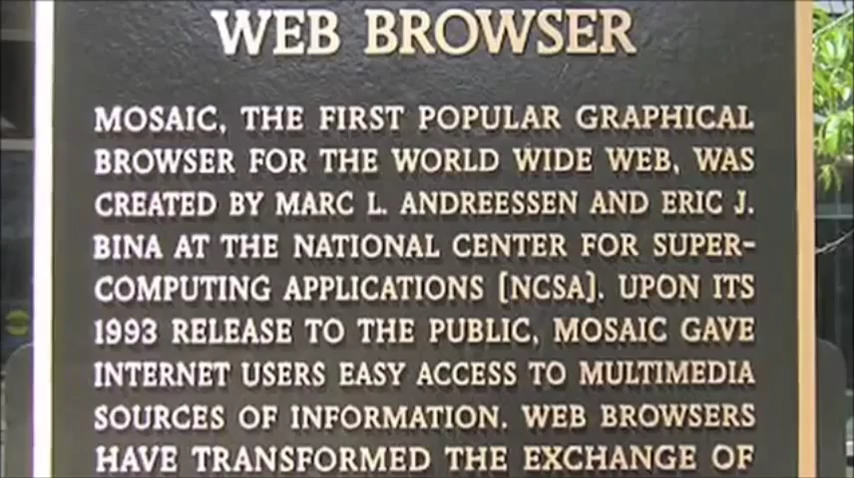 WEB BROWSER
MOSAIC, THE FIRST POPULAR GRAPHICAL
BROWSER FOR THE WORLD WIDE WEB, WAS
CREATED BY MARC L. ANDREESSEN AND ERIC J.
BINA AT THE NATIONAL CENTER FOR SUPER-
COMPUTING APPLICATIONS (NCSA). UPON ITS
1993 RELEASE TO THE PUBLIC, MOSAIC GAVE
INTERNET USERS EASY ACCESS TO MULTIMEDIA
SOURCES OF INFORMATION. WEB BROWSERS
HAVE TRANSFORMED THE EXCHANGE OF